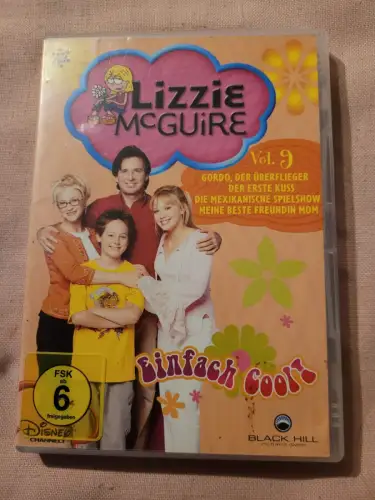 LiZZiE
McGUiRE
Vol. 9
GORDO, DER ÜBERFLIEGER
DER ERSTE KUSS
DIE MEXIKANISCHE SPIELSHOW
MEINE BESTE FREUNDIN MOM
Einfach Cool!
FSK
ab
6
freigegeben
DISNEY
CHANNEL
BLACK HILL